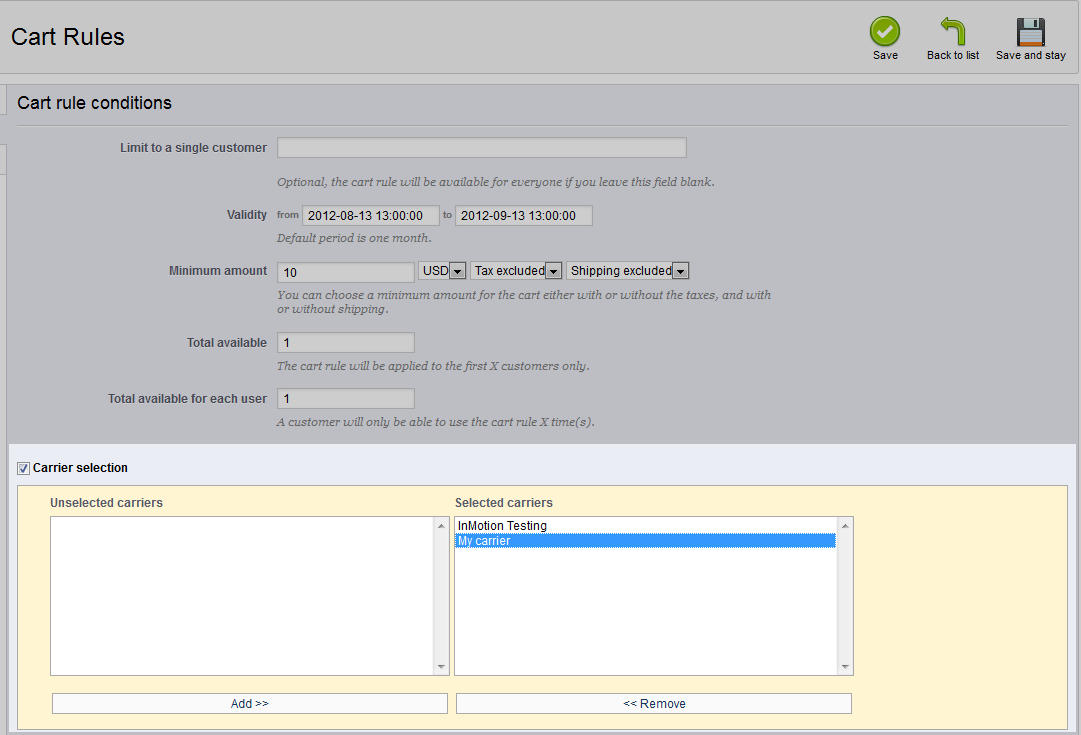 Cart Rules
Save
Back to list
Save and stay
Cart rule conditions
Limit to a single customer
Optional, the cart rule will be available for everyone if you leave this field blank.
Validity from 2012-08-13 13:00:00 to 2012-09-13 13:00:00
Default period is one month.
Minimum amount 10 USD Tax excluded Shipping excluded
You can choose a minimum amount for the cart either with or without the taxes, and with
or without shipping.
Total available 1
The cart rule will be applied to the first X customers only.
Total available for each user 1
A customer will only be able to use the cart rule X time(s).
Carrier selection
Unselected carriers
Selected carriers
InMotion Testing
My carrier
Add >>
<< Remove